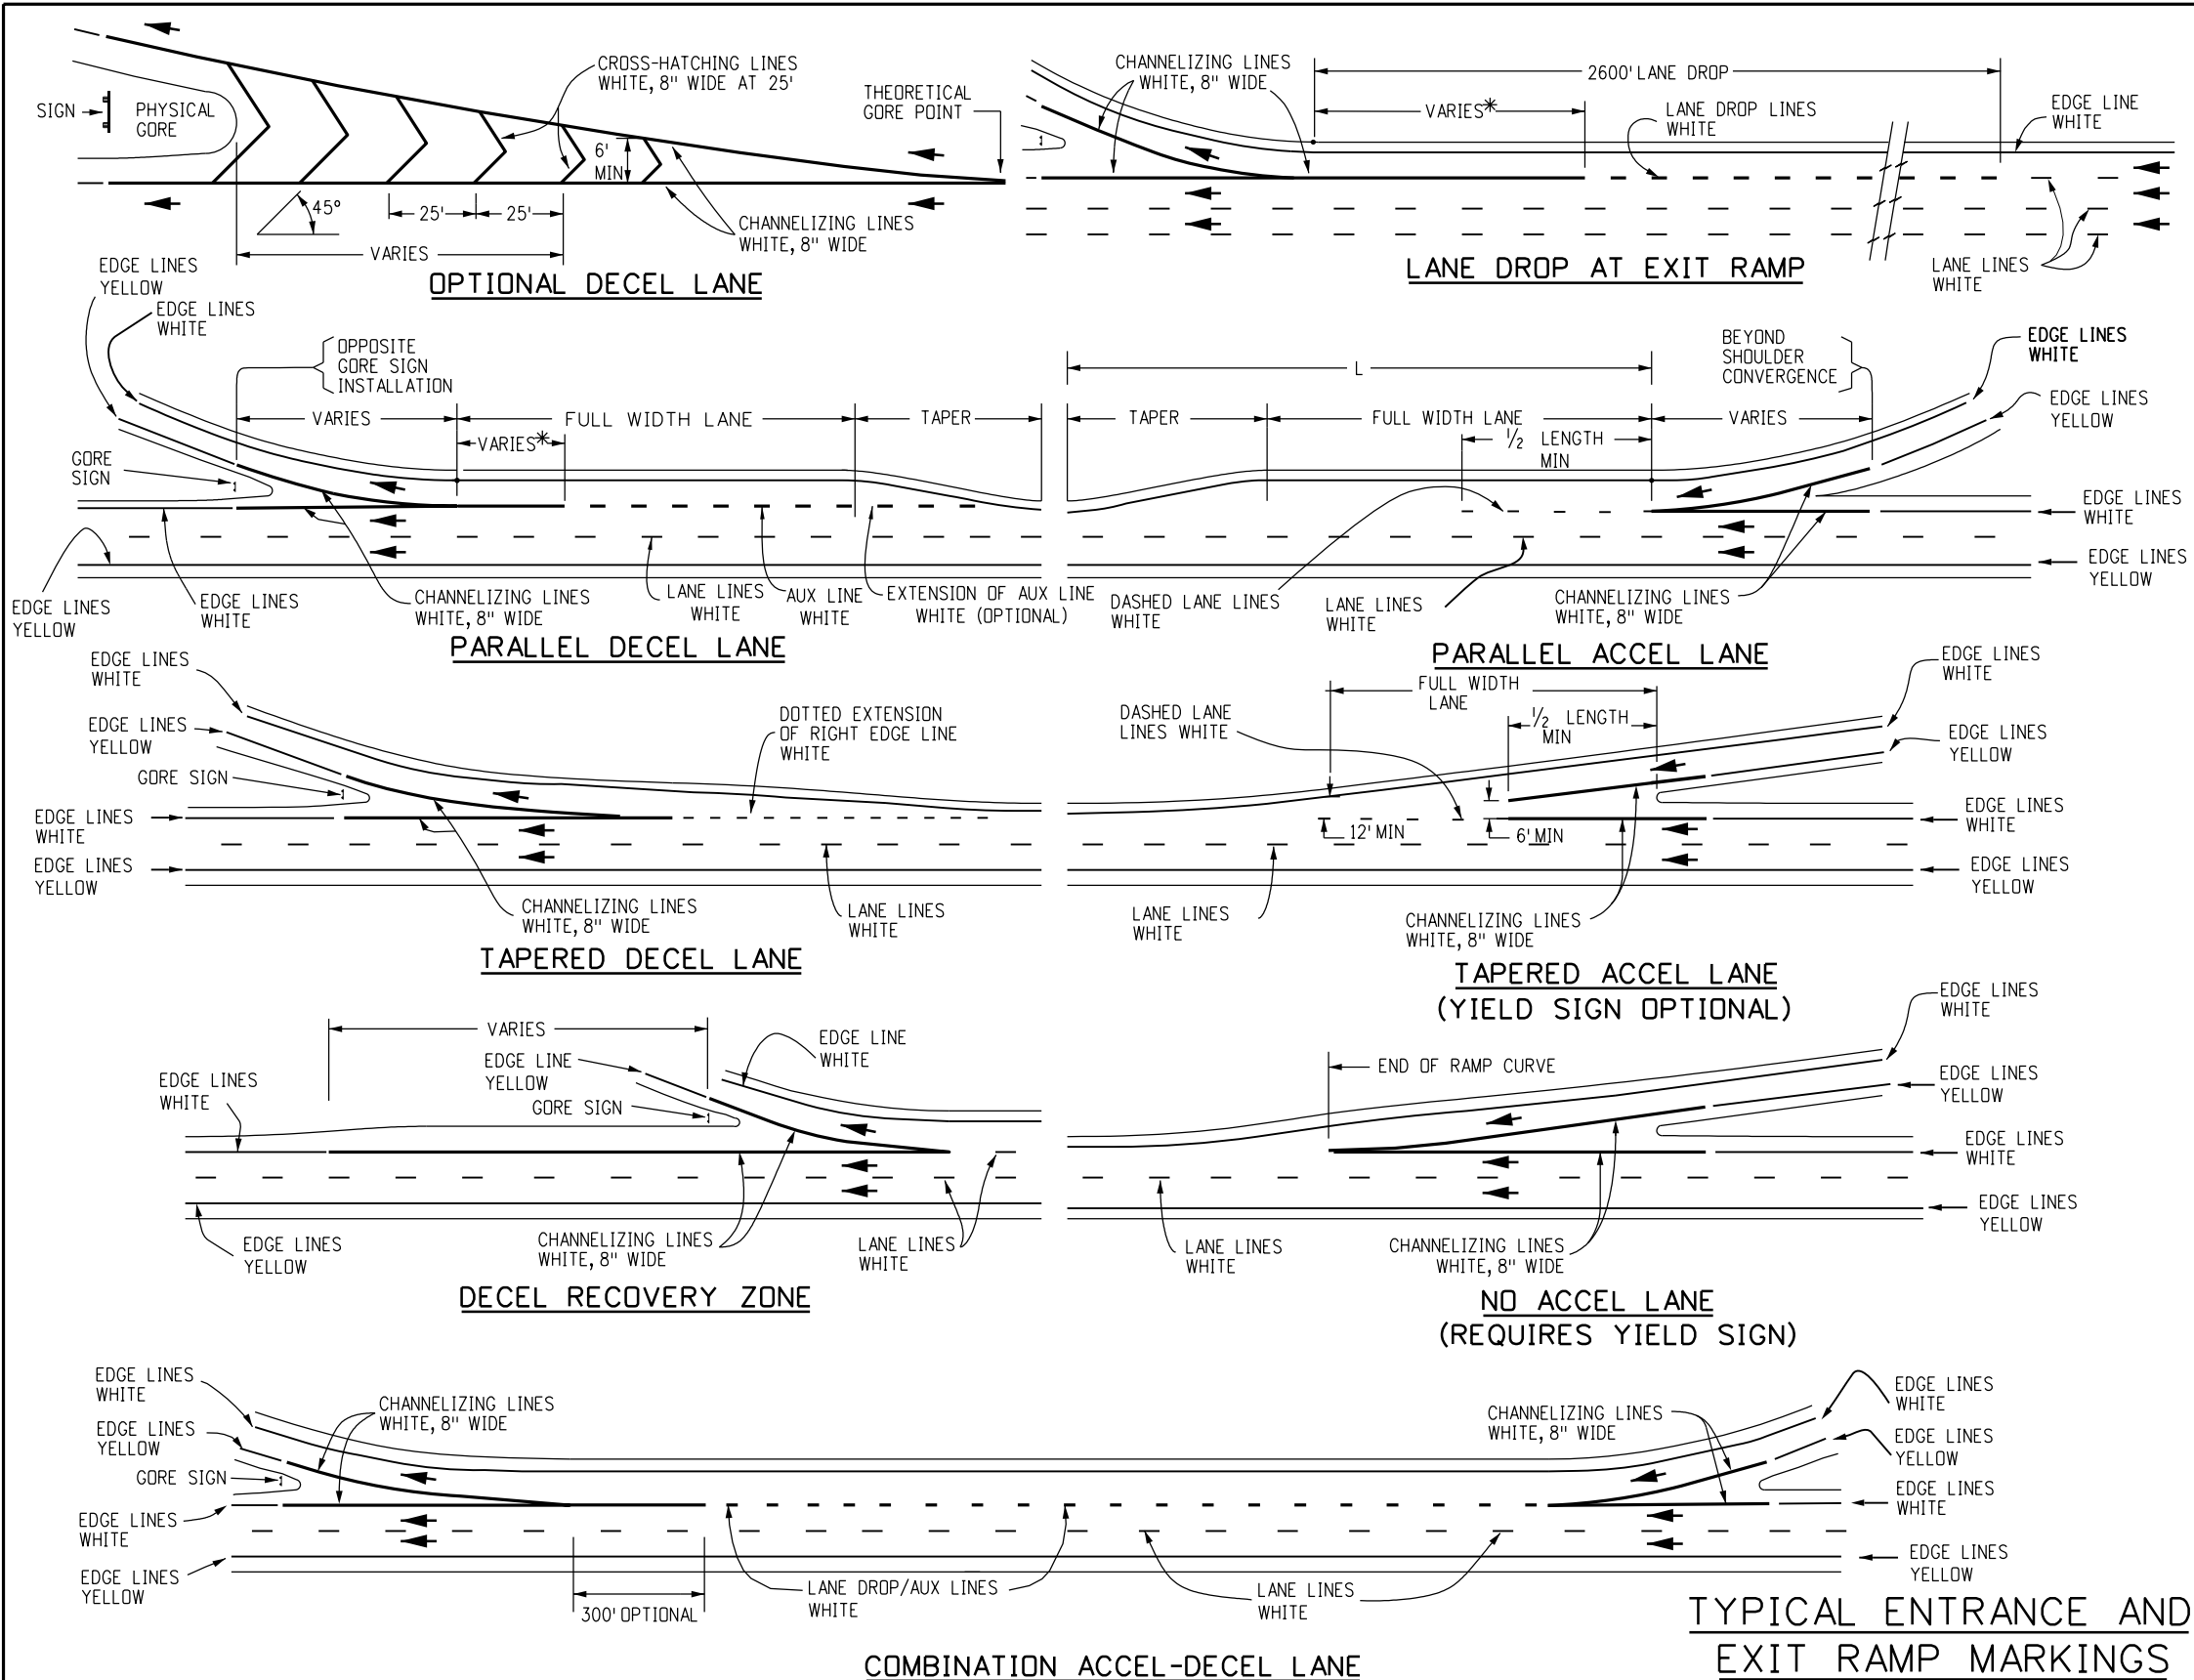 CROSS-HATCHING LINES
WHITE, 8" WIDE AT 25'
SIGN
PHYSICAL
GORE
THEORETICAL
GORE POINT
6'
MIN
45°
25'
25'
VARIES
CHANNELIZING LINES
WHITE, 8" WIDE
OPTIONAL DECEL LANE
CHANNELIZING LINES
WHITE, 8" WIDE
2600' LANE DROP
VARIES*
LANE DROP LINES
WHITE
EDGE LINE
WHITE
1
LANE LINES
WHITE
LANE DROP AT EXIT RAMP
EDGE LINES
YELLOW
EDGE LINES
WHITE
OPPOSITE
GORE SIGN
INSTALLATION
VARIES
FULL WIDTH LANE
TAPER
VARIES*
GORE
SIGN
1
EDGE LINES
YELLOW
EDGE LINES
WHITE
CHANNELIZING LINES
WHITE, 8" WIDE
LANE LINES
WHITE
AUX LINE
WHITE
EXTENSION OF AUX LINE
WHITE (OPTIONAL)
PARALLEL DECEL LANE
L
BEYOND
SHOULDER
CONVERGENCE
EDGE LINES
WHITE
EDGE LINES
YELLOW
TAPER
FULL WIDTH LANE
VARIES
1/2 LENGTH
MIN
EDGE LINES
WHITE
EDGE LINES
YELLOW
DASHED LANE LINES
WHITE
LANE LINES
WHITE
CHANNELIZING LINES
WHITE, 8" WIDE
PARALLEL ACCEL LANE
EDGE LINES
WHITE
EDGE LINES
YELLOW
GORE SIGN
1
DOTTED EXTENSION
OF RIGHT EDGE LINE
WHITE
EDGE LINES
WHITE
EDGE LINES
YELLOW
CHANNELIZING LINES
WHITE, 8" WIDE
LANE LINES
WHITE
TAPERED DECEL LANE
FULL WIDTH
LANE
1/2 LENGTH
MIN
DASHED LANE
LINES WHITE
EDGE LINES
WHITE
EDGE LINES
YELLOW
EDGE LINES
WHITE
12' MIN
6' MIN
EDGE LINES
YELLOW
LANE LINES
WHITE
CHANNELIZING LINES
WHITE, 8" WIDE
TAPERED ACCEL LANE
(YIELD SIGN OPTIONAL)
VARIES
EDGE LINE
YELLOW
EDGE LINE
WHITE
EDGE LINES
WHITE
GORE SIGN
1
EDGE LINES
YELLOW
CHANNELIZING LINES
WHITE, 8" WIDE
LANE LINES
WHITE
DECEL RECOVERY ZONE
END OF RAMP CURVE
EDGE LINES
WHITE
EDGE LINES
YELLOW
EDGE LINES
WHITE
EDGE LINES
YELLOW
LANE LINES
WHITE
CHANNELIZING LINES
WHITE, 8" WIDE
NO ACCEL LANE
(REQUIRES YIELD SIGN)
EDGE LINES
WHITE
EDGE LINES
YELLOW
GORE SIGN
1
CHANNELIZING LINES
WHITE, 8" WIDE
EDGE LINES
WHITE
EDGE LINES
YELLOW
300' OPTIONAL
LANE DROP/AUX LINES
WHITE
LANE LINES
WHITE
CHANNELIZING LINES
WHITE, 8" WIDE
EDGE LINES
WHITE
EDGE LINES
YELLOW
EDGE LINES
WHITE
EDGE LINES
YELLOW
COMBINATION ACCEL-DECEL LANE
TYPICAL ENTRANCE AND
EXIT RAMP MARKINGS